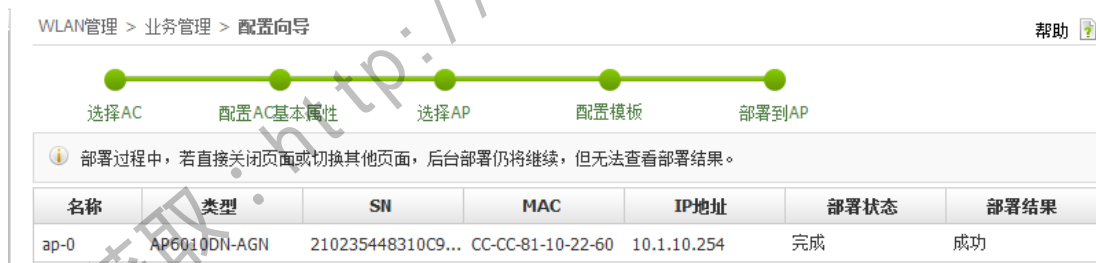 WLAN管理 > 业务管理 > 配置向导
帮助
选择AC 配置AC基本属性 选择AP 配置模板 部署到AP
部署过程中，若直接关闭页面或切换其他页面，后台部署仍将继续，但无法查看部署结果。
名称 类型 SN MAC IP地址 部署状态 部署结果
ap-0 AP6010DN-AGN 210235448310C9... CC-CC-81-10-22-60 10.1.10.254 完成 成功
获取：http://